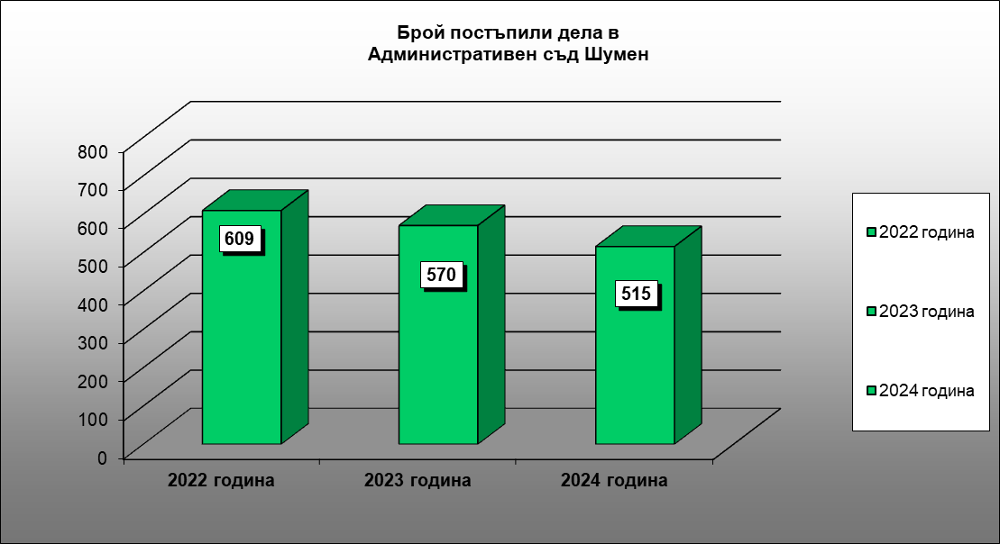 Брой постъпили дела в
Административен съд Шумен
800
700
600
500
400
300
200
100
0
609
570
515
2022 година
2023 година
2024 година
2022 година
2023 година
2024 година